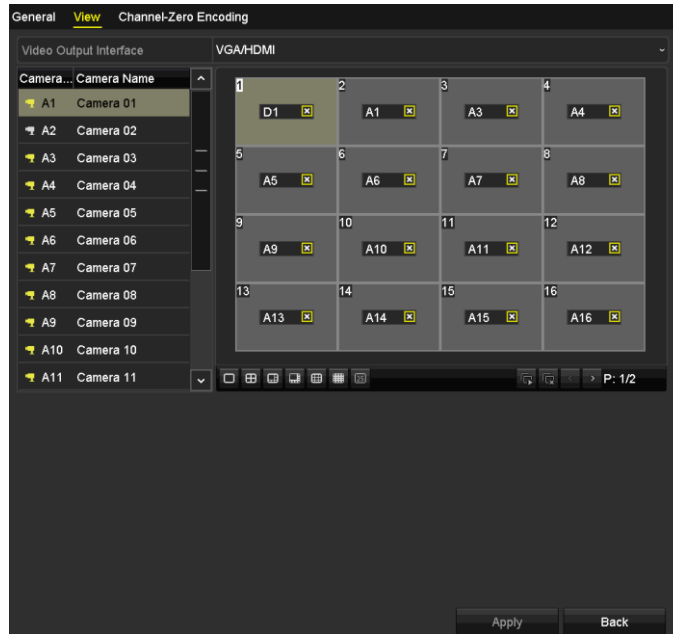 General View Channel-Zero Encoding
Video Output Interface VGA/HDMI
Camera... Camera Name
A1 Camera 01
A2 Camera 02
A3 Camera 03
A4 Camera 04
A5 Camera 05
A6 Camera 06
A7 Camera 07
A8 Camera 08
A9 Camera 09
A10 Camera 10
A11 Camera 11
1 2 3 4
D1 A1 A3 A4
5 6 7 8
A5 A6 A7 A8
9 10 11 12
A9 A10 A11 A12
13 14 15 16
A13 A14 A15 A16
P: 1/2
Apply Back